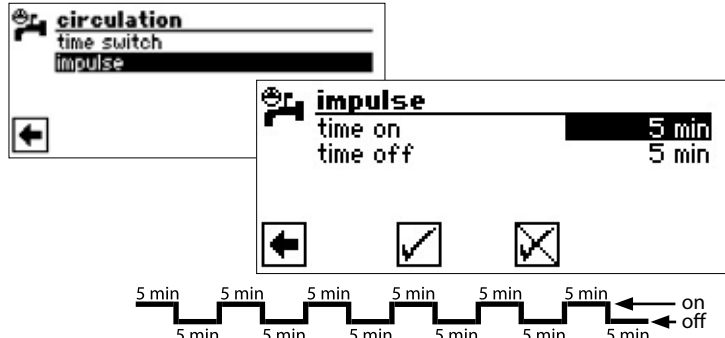 circulation
time switch
impulse
impulse
time on 5 min
time off 5 min
5 min 5 min 5 min 5 min 5 min 5 min on
off
5 min 5 min 5 min 5 min 5 min 5 min